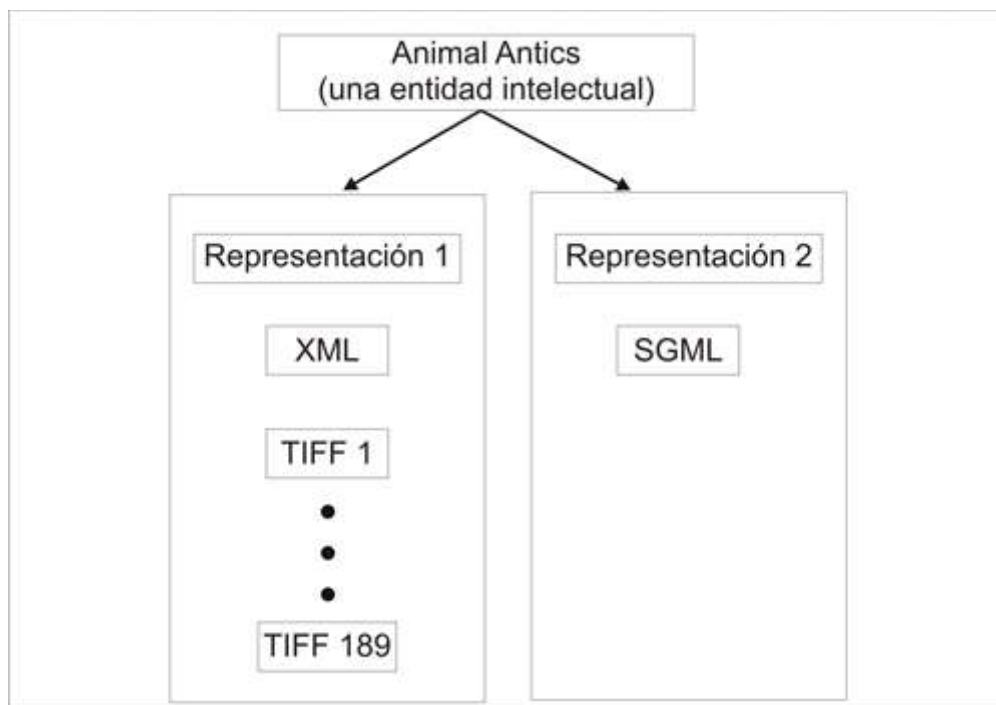 Animal Antics
(una entidad intelectual)
Representación 1
XML
TIFF 1
TIFF 189
Representación 2
SGML